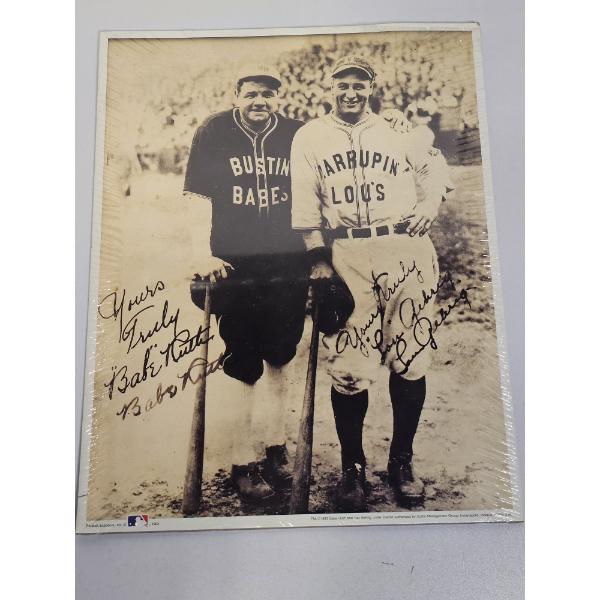 BUSTIN'
BABES
LARRUPIN'
LOU'S
Yours
Truly
"Babe" Ruth
Babe Ruth
Yours Truly
Lou Gehrig
Lou Gehrig